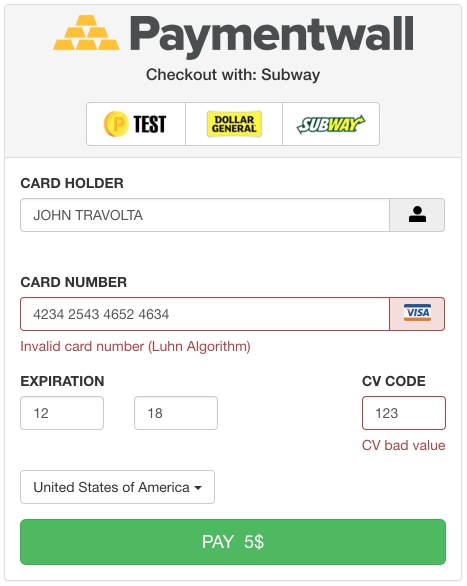 Paymentwall
Checkout with: Subway
P TEST
DOLLAR GENERAL
SUBWAY
CARD HOLDER
JOHN TRAVOLTA
CARD NUMBER
4234 2543 4652 4634
VISA
Invalid card number (Luhn Algorithm)
EXPIRATION
CV CODE
12
18
123
CV bad value
United States of America
PAY 5$